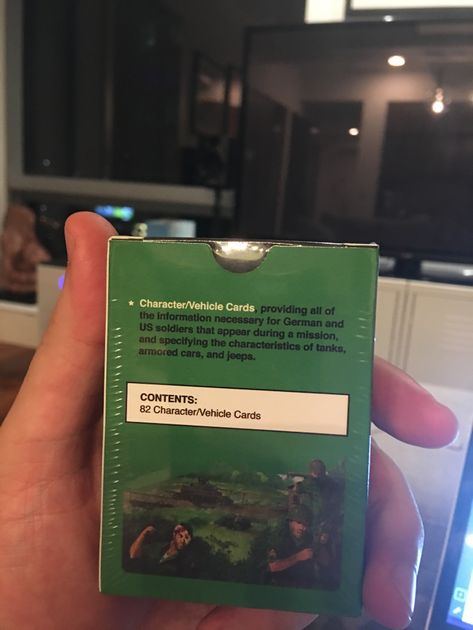 * Character/Vehicle Cards, providing all of
the information necessary for German and
US soldiers that appear during a mission,
and specifying the characteristics of tanks,
armored cars, and jeeps.
CONTENTS:
82 Character/Vehicle Cards